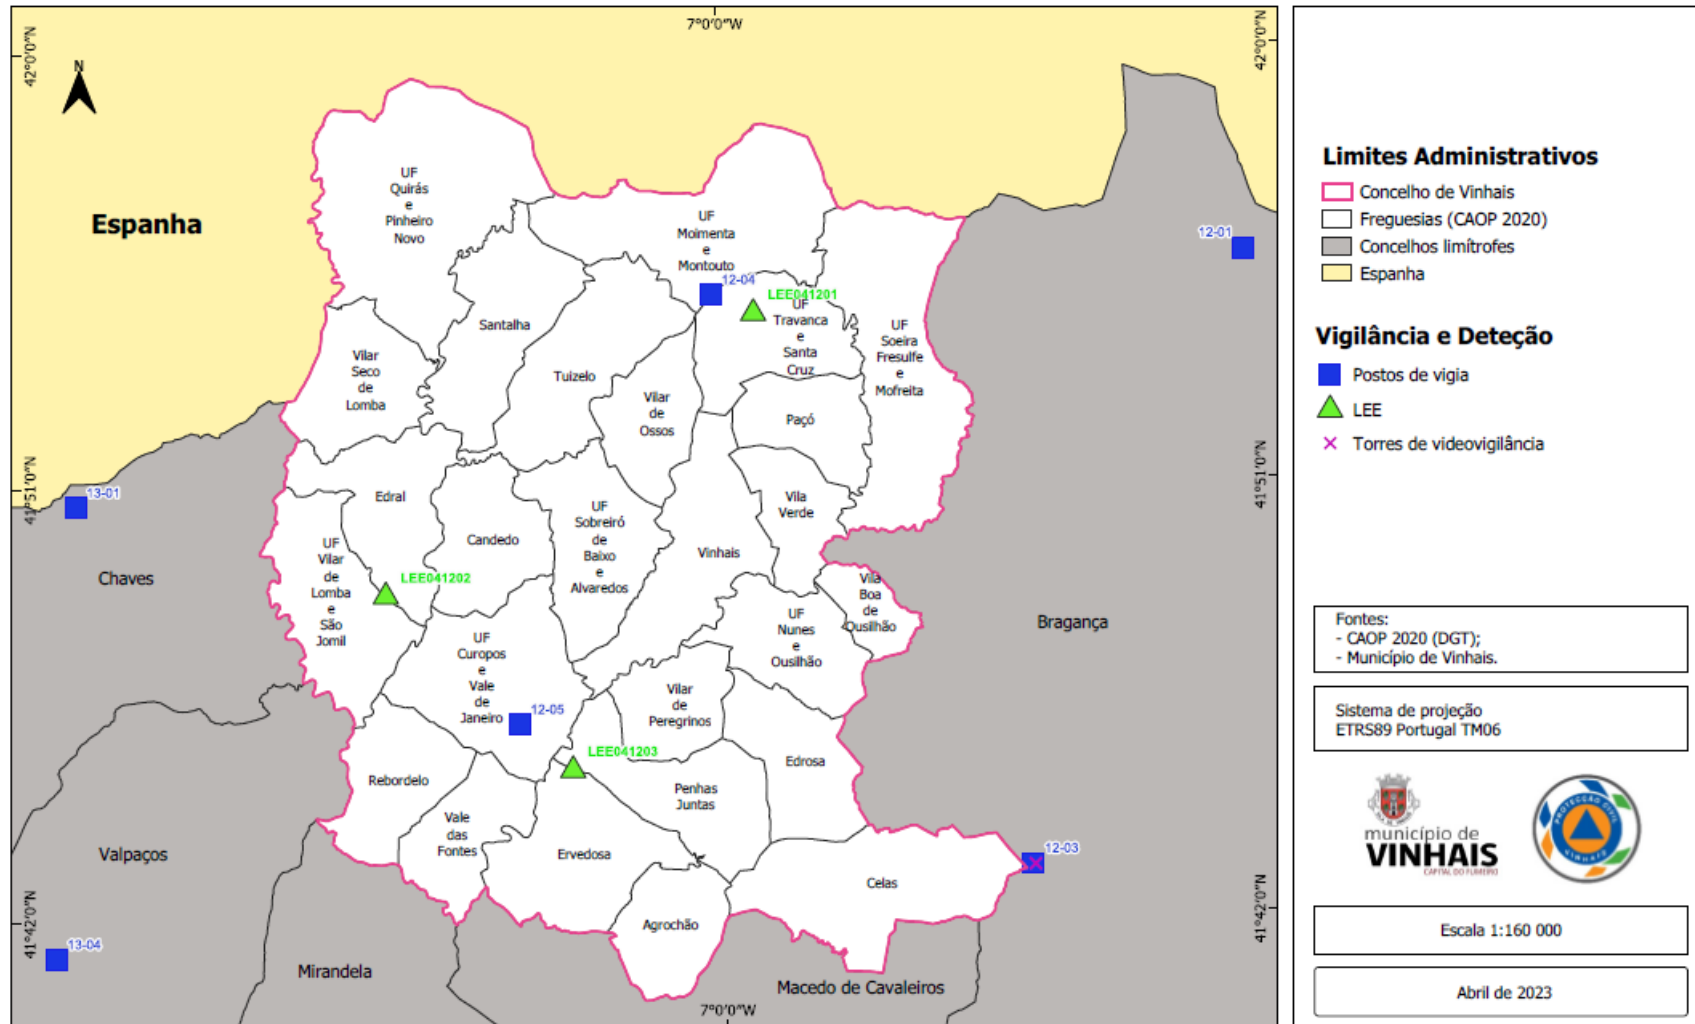 7°0'0"W
42°0'0"N
42°0'0"N
N
Espanha
UF
Quirás
e
Pinheiro
Novo
UF
Moimenta
e
Montouto
12-01
12-04
LEE041201
UF
Travanca
e
Santa
Cruz
Santalha
UF
Soeira
Fresulfe
e
Mofreita
Vilar
Seco
de
Lomba
Tuizelo
Vilar
de
Ossos
Paçó
41°51'0"N
41°51'0"N
13-01
Edral
Vila
Verde
UF
Sobreiró
de
Baixo
e
Alvaredos
Candedo
Vinhais
UF
Vilar
de
Lomba
e
São
Jomil
Chaves
LEE041202
Vila
Boa
de
Ousilhão
UF
Nunes
e
Ousilhão
Bragança
UF
Curopos
e
Vale
de
Janeiro
12-05
Vilar
de
Peregrinos
LEE041203
Edrosa
Rebordelo
Penhas
Juntas
Vale
das
Fontes
Valpaços
Ervedosa
12-03
Celas
41°42'0"N
41°42'0"N
Agrochão
13-04
Mirandela
Macedo de Cavaleiros
7°0'0"W
Limites Administrativos
Concelho de Vinhais
Freguesias (CAOP 2020)
Concelhos limítrofes
Espanha
Vigilância e Deteção
Postos de vigia
LEE
Torres de videovigilância
Fontes:
- CAOP 2020 (DGT);
- Município de Vinhais.
Sistema de projeção
ETRS89 Portugal TM06
município de
VINHAIS
CAPITAL DO FUMEIRO
PROTECÇÃO CIVIL
VINHAIS
Escala 1:160 000
Abril de 2023